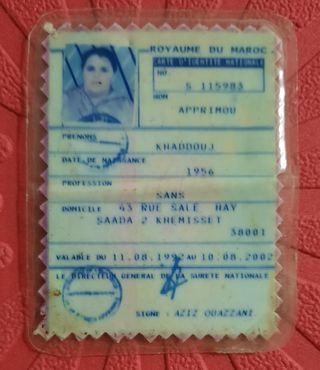 ROYAUME DU MAROC
CARTE D'IDENTITE NATIONALE
NO.
S 115983
NOM
APPRIMOU
PRENOMS
KHADDOUJ
DATE DE NAISSANCE
1956
PROFESSION
SANS
DOMICILE 43 RUE SALE HAY
SAADA 2 KHEMISSET
38001
VALABLE DU 11.08.1992 AU 10.08.2002
LE DIRECTEUR GENERAL DE LA SURETE NATIONALE
SIGNE : AZIZ OUAZZANI